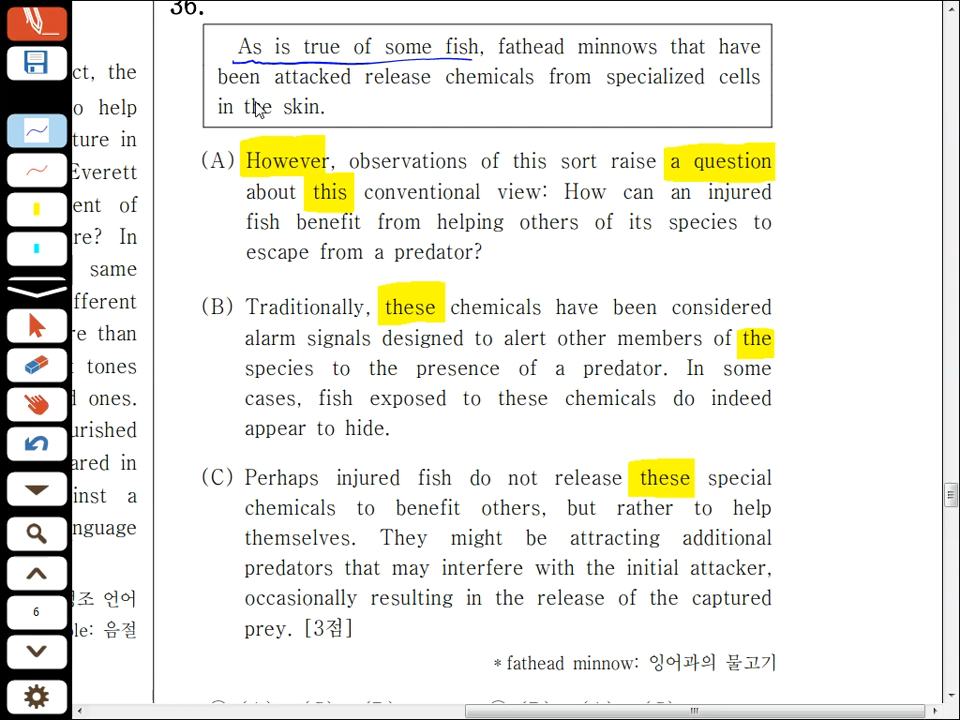 36.
As is true of some fish, fathead minnows that have
been attacked release chemicals from specialized cells
in the skin.
(A) However, observations of this sort raise a question
about this conventional view: How can an injured
fish benefit from helping others of its species to
escape from a predator?
(B) Traditionally, these chemicals have been considered
alarm signals designed to alert other members of the
species to the presence of a predator. In some
cases, fish exposed to these chemicals do indeed
appear to hide.
(C) Perhaps injured fish do not release these special
chemicals to benefit others, but rather to help
themselves. They might be attracting additional
predators that may interfere with the initial attacker,
occasionally resulting in the release of the captured
prey. [3점]
* fathead minnow: 잉어과의 물고기
ct, the
o help
ture in
Everett
ent of
re? In
same
fferent
re than
tones
d ones.
urished
ared in
inst a
nguage
조 언어
le: 음절
6